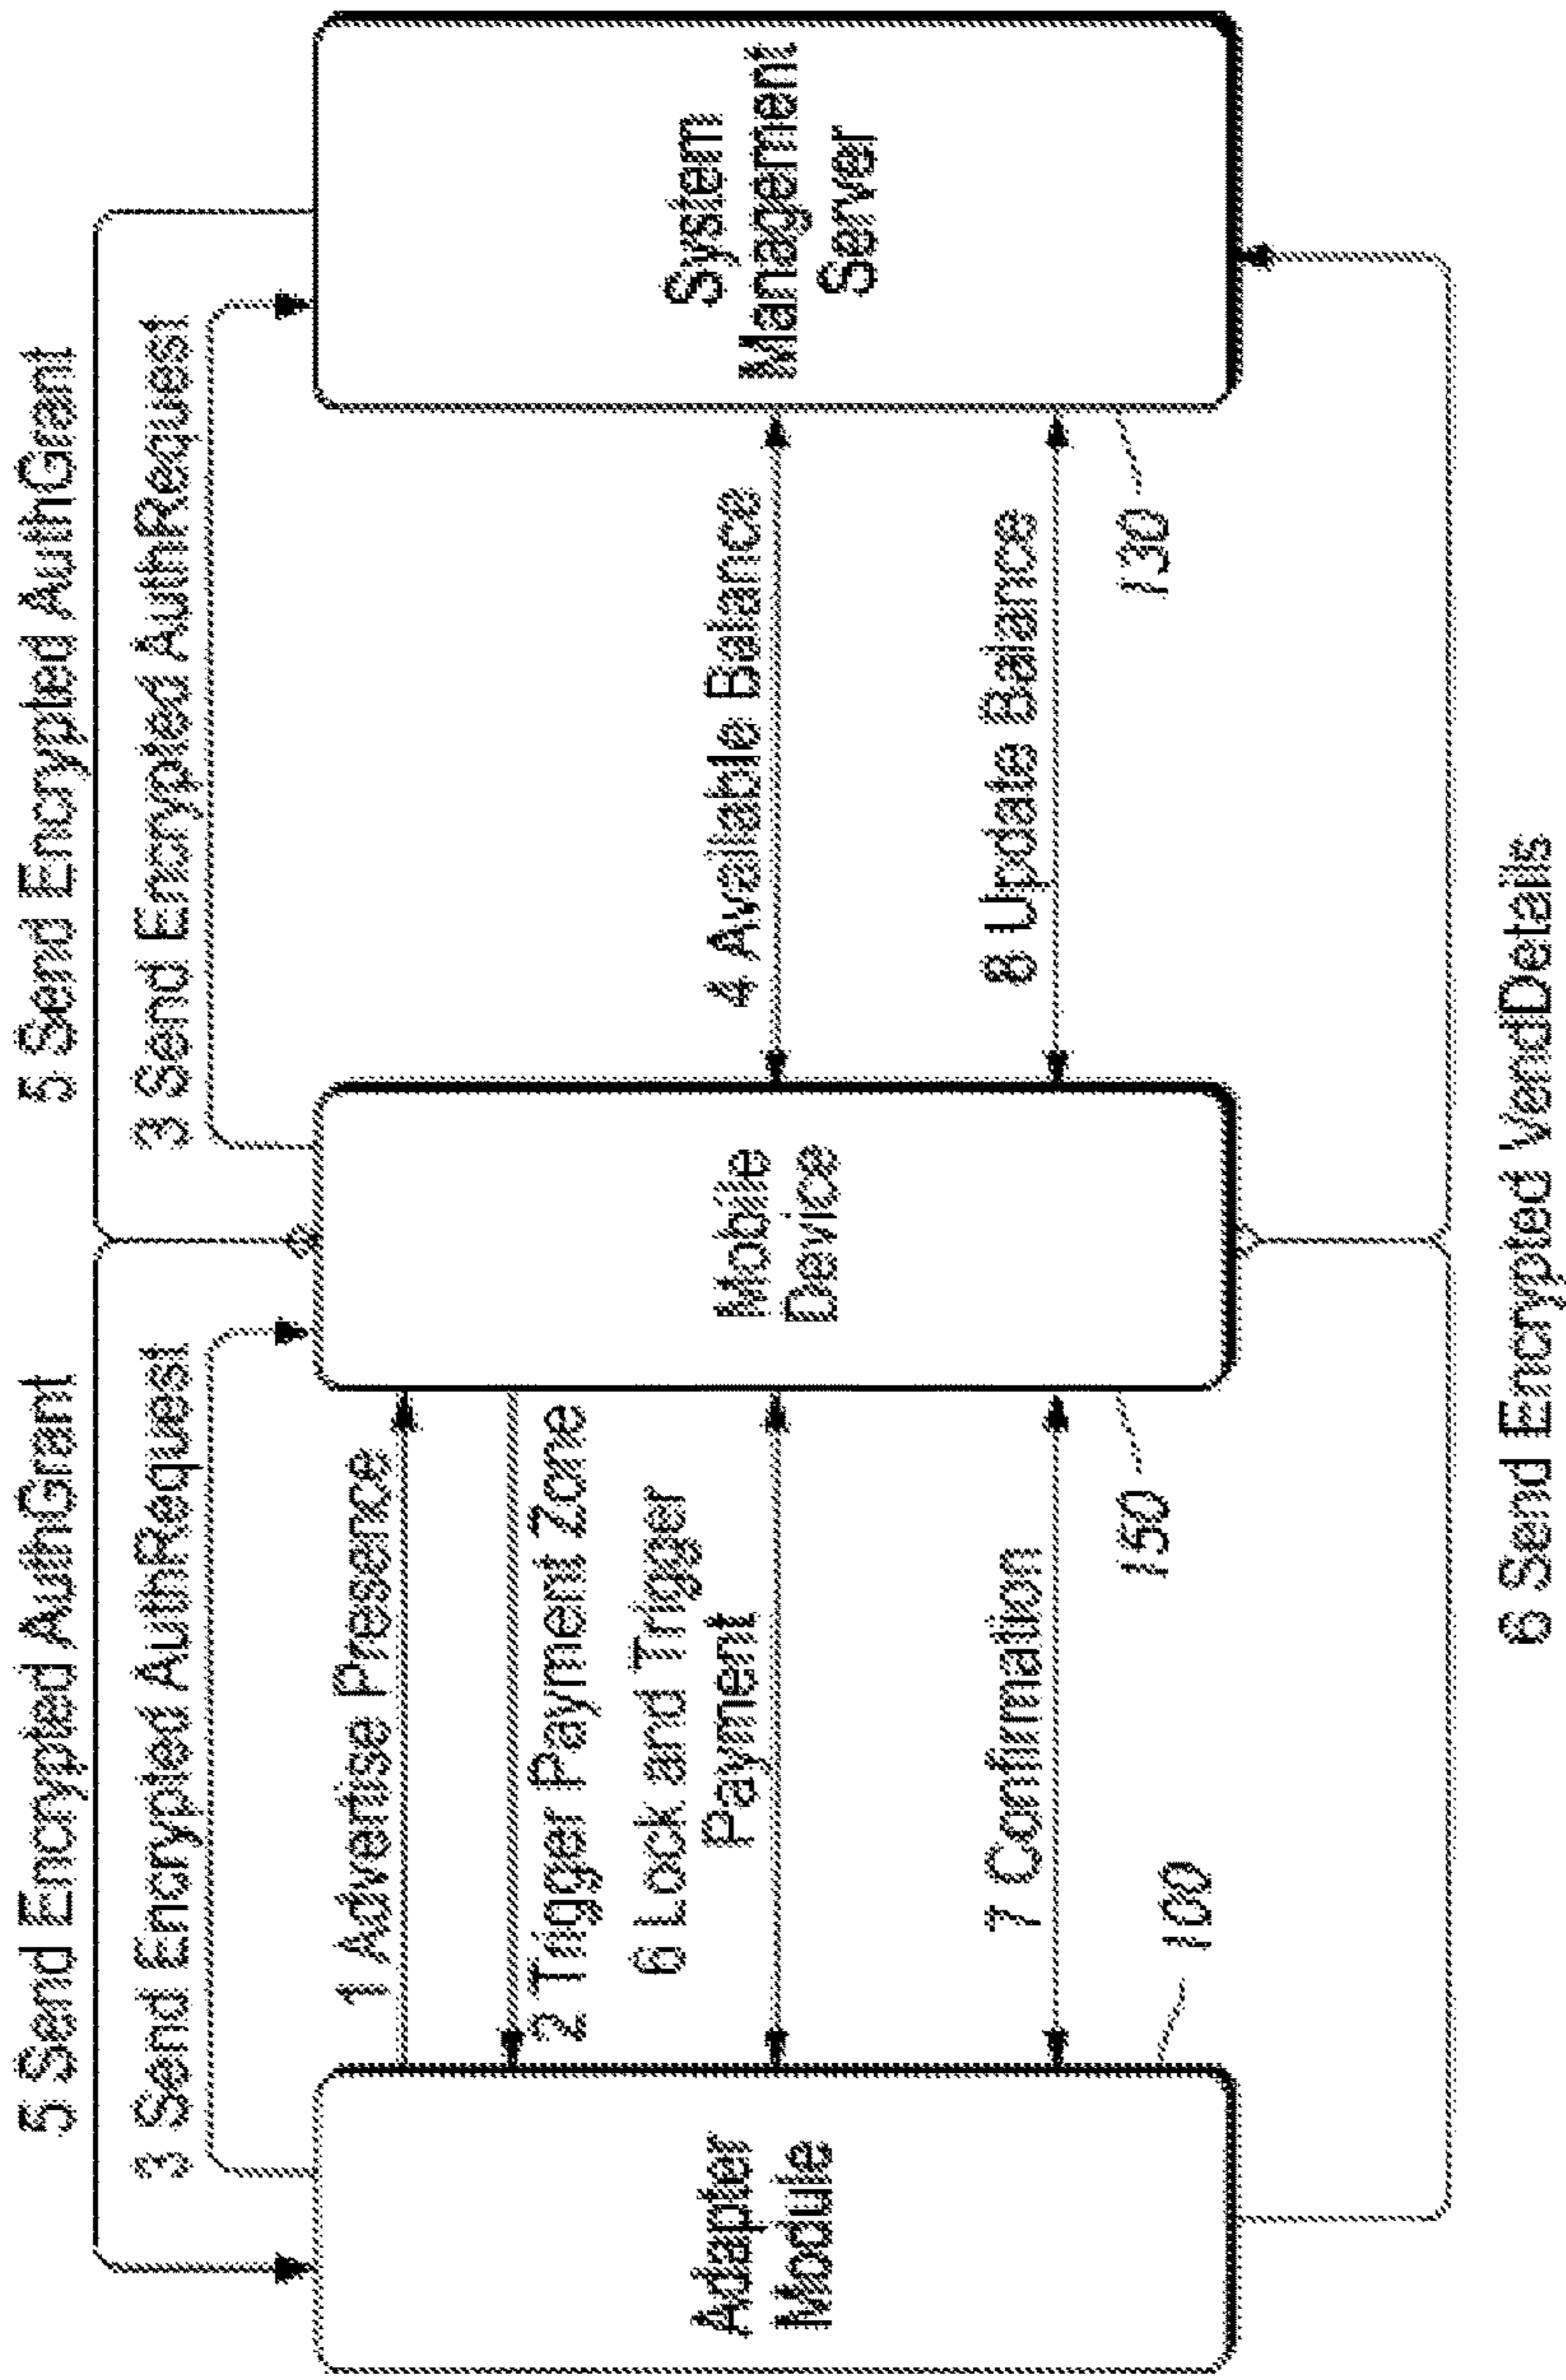 5 Send Encrypted AuthGrant
5 Send Encrypted AuthGrant
3 Send Encrypted AuthRequest
3 Send Encrypted AuthRequest
1 Advertise Presence
2 Trigger Payment Zone
6 Lock and Trigger
Payment
4 Available Balance
Adapter
Module
Mobile
Device
System
Management
Server
7 Confirmation
8 Update Balance
100
150
130
6 Send Encrypted VendDetails